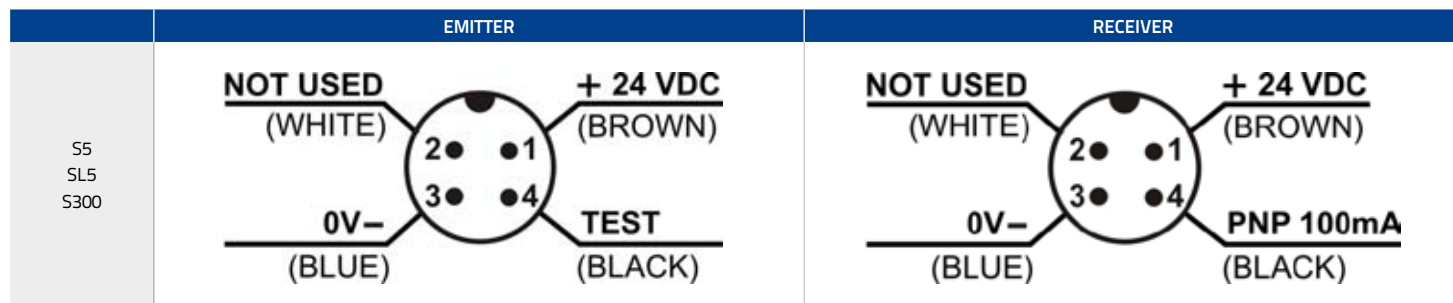 EMITTER
RECEIVER
S5
SL5
S300
NOT USED
+ 24 VDC
(WHITE)
(BROWN)
2 1
3 4
0V–
TEST
(BLUE)
(BLACK)
NOT USED
+ 24 VDC
(WHITE)
(BROWN)
2 1
3 4
0V–
PNP 100mA
(BLUE)
(BLACK)